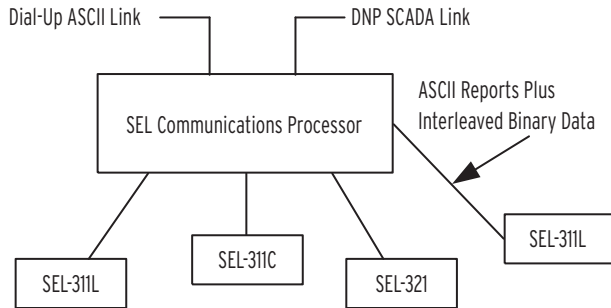 Dial-Up ASCII Link
DNP SCADA Link
SEL Communications Processor
ASCII Reports Plus
Interleaved Binary Data
SEL-311L
SEL-311C
SEL-321
SEL-311L